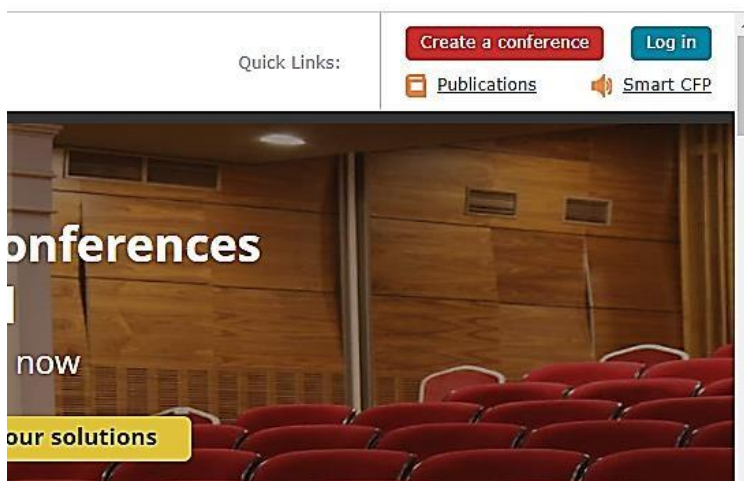 Create a conference Log in
Quick Links:
Publications Smart CFP
onferences
now
our solutions